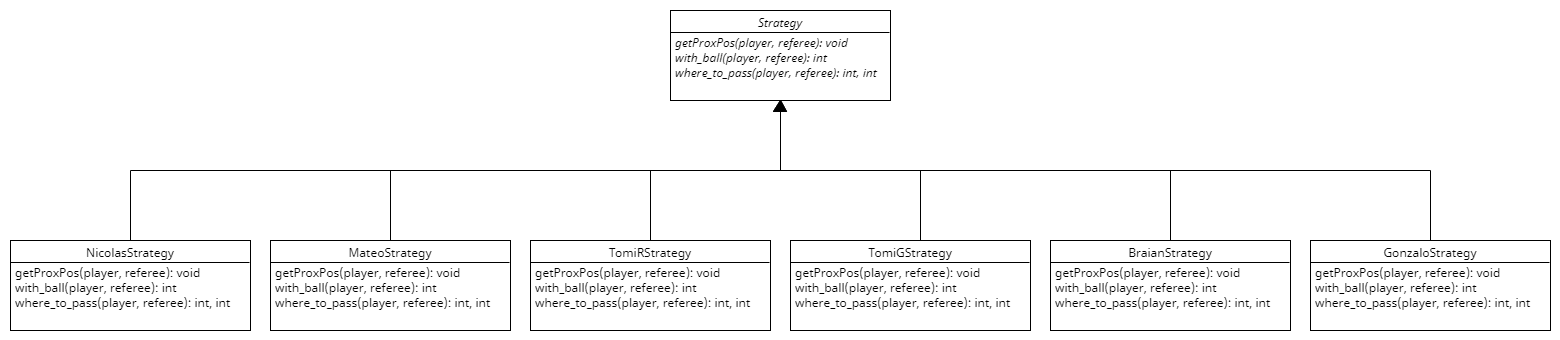 Strategy
getProxPos(player, referee): void
with_ball(player, referee): int
where_to_pass(player, referee): int, int
NicolasStrategy
getProxPos(player, referee): void
with_ball(player, referee): int
where_to_pass(player, referee): int, int
MateoStrategy
getProxPos(player, referee): void
with_ball(player, referee): int
where_to_pass(player, referee): int, int
TomiRStrategy
getProxPos(player, referee): void
with_ball(player, referee): int
where_to_pass(player, referee): int, int
TomiGStrategy
getProxPos(player, referee): void
with_ball(player, referee): int
where_to_pass(player, referee): int, int
BraianStrategy
getProxPos(player, referee): void
with_ball(player, referee): int
where_to_pass(player, referee): int, int
GonzaloStrategy
getProxPos(player, referee): void
with_ball(player, referee): int
where_to_pass(player, referee): int, int